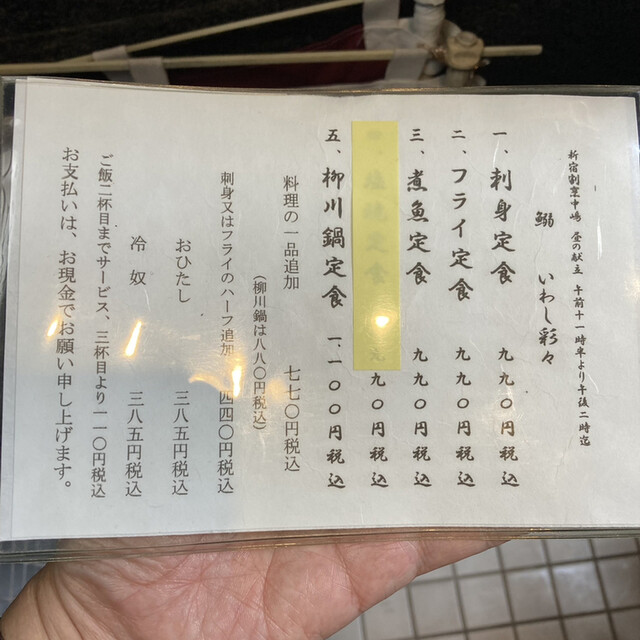 新宿割烹中嶋 昼の献立 午前十一時半より午後二時迄
鰯 いわし彩々
一、刺身定食 九九〇円税込
二、フライ定食 九九〇円税込
三、煮魚定食 九九〇円税込
定食 九九〇円税込
五、柳川鍋定食 一、一〇〇円税込
料理の一品追加 七七〇円税込
(柳川鍋は八八〇円税込)
刺身又はフライのハーフ追加 四四〇円税込
おひたし 三八五円税込
冷奴 三八五円税込
ご飯二杯目までサービス、三杯目より一一〇円税込
お支払いは、お現金でお願い申し上げます。